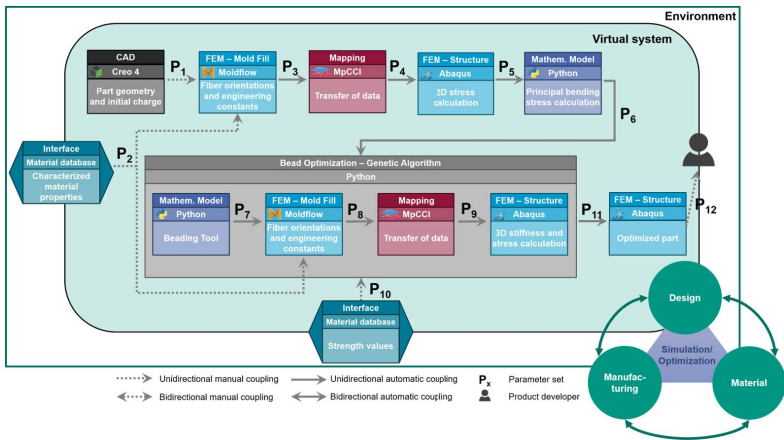 Environment
Virtual system
CAD
Creo 4
Part geometry
and initial charge
P1
FEM – Mold Fill
Moldflow
Fiber orientations
and engineering
constants
P3
Mapping
MpCCI
Transfer of data
P4
FEM – Structure
Abaqus
2D stress
calculation
P5
Mathem. Model
Python
Principal bending
stress calculation
P6
P2
Interface
Material database
Characterized
material
properties
Bead Optimization – Genetic Algorithm
Python
Mathem. Model
Python
Beading Tool
P7
FEM – Mold Fill
Moldflow
Fiber orientations
and engineering
constants
P8
Mapping
MpCCI
Transfer of data
P9
FEM – Structure
Abaqus
3D stiffness and
stress calculation
P11
FEM – Structure
Abaqus
Optimized part
P12
P10
Interface
Material database
Strength values
Design
Simulation/
Optimization
Manufac-
turing
Material
Unidirectional manual coupling
Unidirectional automatic coupling
Px
Parameter set
Bidirectional manual coupling
Bidirectional automatic coupling
Product developer